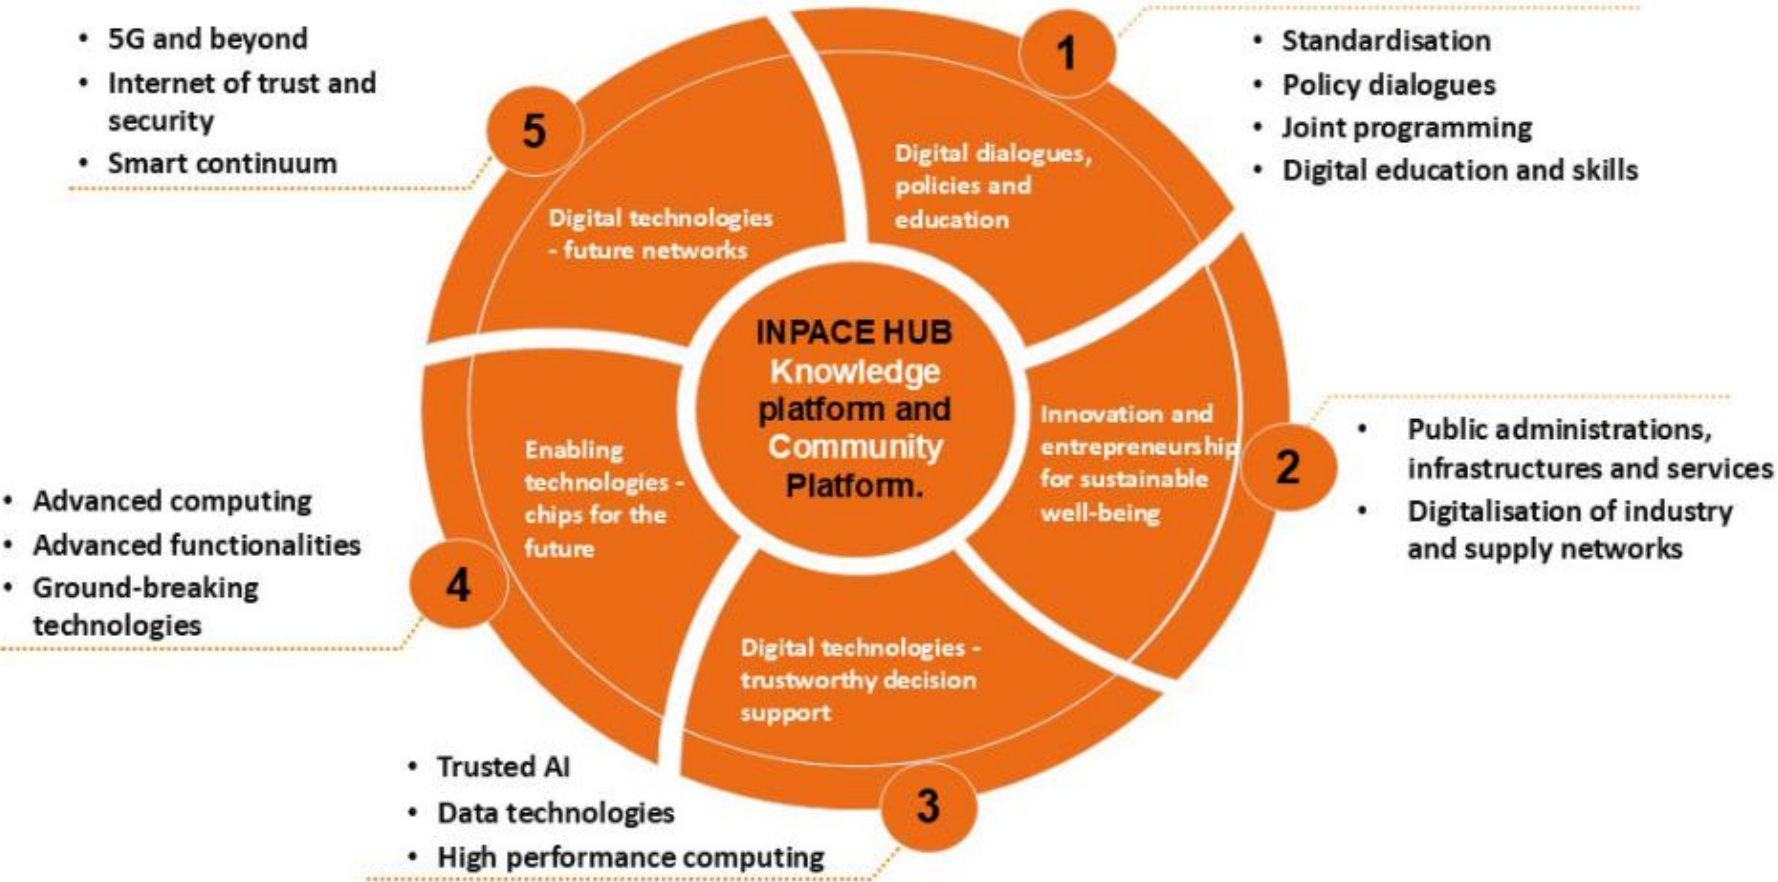 INPACE HUB
Knowledge
platform and
Community
Platform.
1
Digital dialogues,
policies and
education
• Standardisation
• Policy dialogues
• Joint programming
• Digital education and skills
2
Innovation and
entrepreneurship
for sustainable
well-being
• Public administrations,
infrastructures and services
• Digitalisation of industry
and supply networks
3
Digital technologies -
trustworthy decision
support
• Trusted AI
• Data technologies
• High performance computing
4
Enabling
technologies -
chips for the
future
• Advanced computing
• Advanced functionalities
• Ground-breaking
technologies
5
Digital technologies
- future networks
• 5G and beyond
• Internet of trust and
security
• Smart continuum